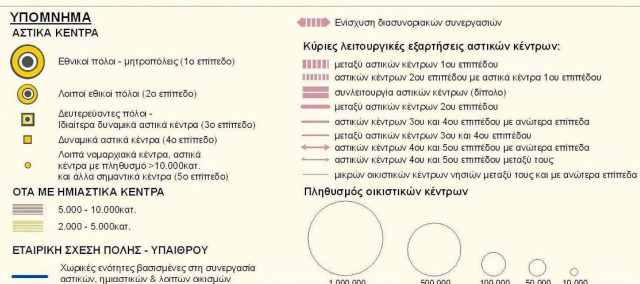 ΥΠΟΜΝΗΜΑ
ΑΣΤΙΚΑ ΚΕΝΤΡΑ
Εθνικοί πόλοι - μητροπόλεις (1ο επίπεδο)
Λοιποί εθικοί πόλοι (2ο επίπεδο)
Δευτερεύοντες πόλοι -
Ιδιαίτερα δυναμικά αστικά κέντρα (3ο επίπεδο)
Δυναμικά αστικά κέντρα (4ο επίπεδο)
Λοιπά νομαρχιακά κέντρα, αστικά
κέντρα με πληθυσμό >10.000κατ.
και άλλα σημαντικά κέντρα (5ο επίπεδο)
ΟΤΑ ΜΕ ΗΜΙΑΣΤΙΚΑ ΚΕΝΤΡΑ
5.000 - 10.000κατ.
2.000 - 5.000κατ.
ΕΤΑΙΡΙΚΗ ΣΧΕΣΗ ΠΟΛΗΣ - ΥΠΑΙΘΡΟΥ
Χωρικές ενότητες βασισμένες στη συνεργασία
αστικών, ημιαστικών & λοιπών οικισμών
Ενίσχυση διασυνοριακών συνεργασιών
Κύριες λειτουργικές εξαρτήσεις αστικών κέντρων:
μεταξύ αστικών κέντρων 1ου επιπέδου
αστικών κέντρων 2ου επιπέδου με αστικά κέντρα 1ου επιπέδου
συνλειτουργία αστικών κέντρων (δίπολο)
μεταξύ αστικών κέντρων 2ου επιπέδου
αστικών κέντρων 3ου και 4ου επιπέδου με ανώτερα επίπεδα
μεταξύ αστικών κέντρων 3ου και 4ου επιπέδου
αστικών κέντρων 4ου και 5ου επιπέδου με ανώτερα επίπεδα
αστικών κέντρων 4ου και 5ου επιπέδου μεταξύ τους
μικρών οικιστικών κέντρων νησιών μεταξύ τους και με ανώτερα επίπεδα
Πληθυσμός οικιστικών κέντρων
1.000.000 500.000 100.000 50.000 10.000